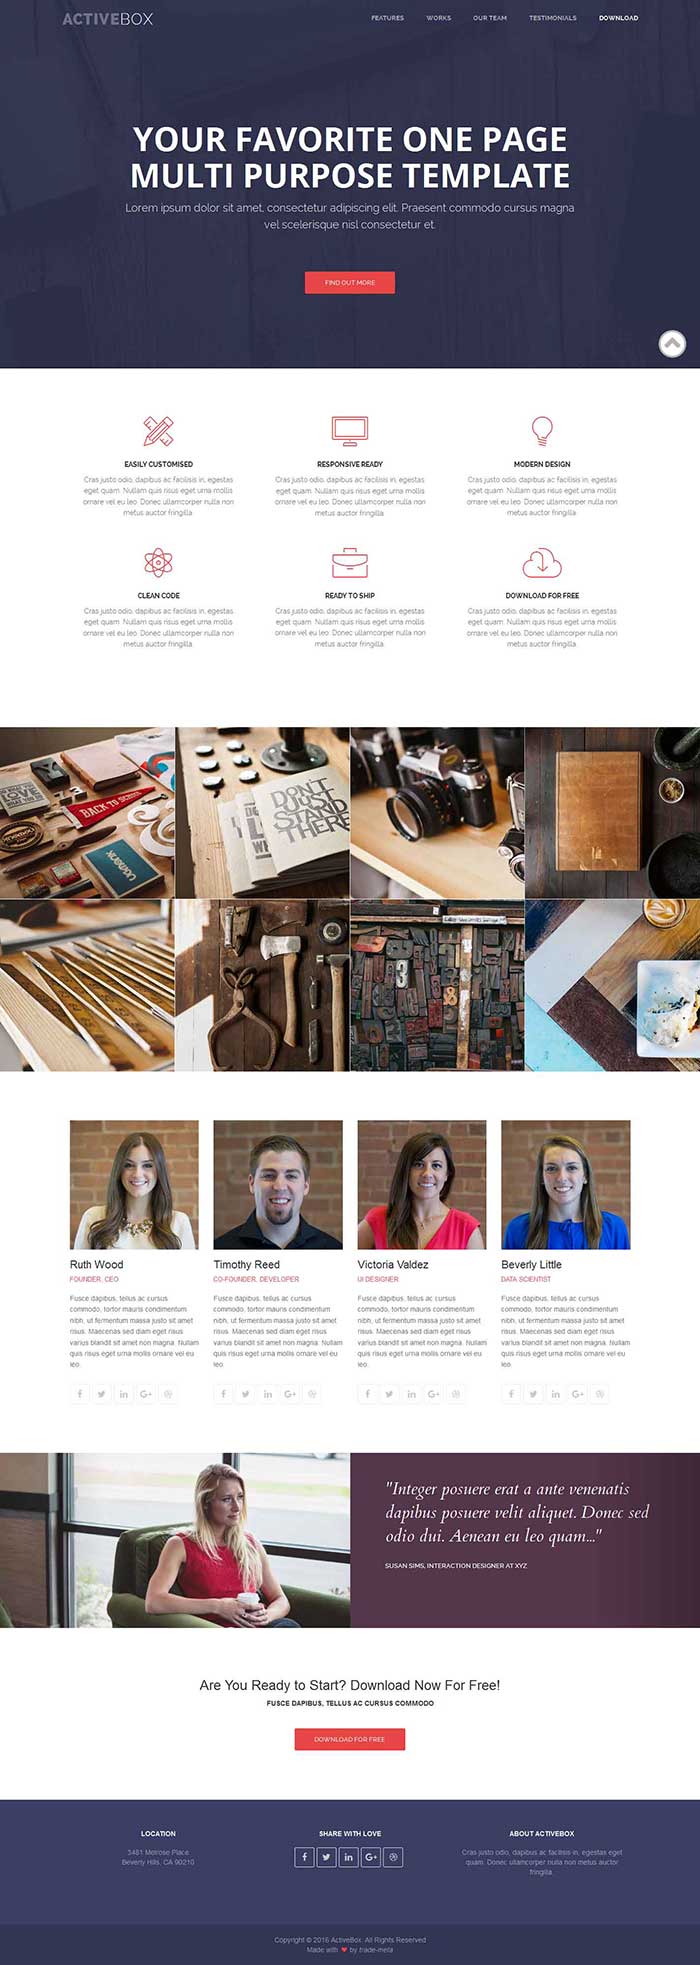 ACTIVEBOX
FEATURES WORKS OUR TEAM TESTIMONIALS DOWNLOAD
YOUR FAVORITE ONE PAGE
MULTI PURPOSE TEMPLATE
Lorem ipsum dolor sit amet, consectetur adipiscing elit. Praesent commodo cursus magna
vel scelerisque nisl consectetur et.
FIND OUT MORE
EASILY CUSTOMISED
Cras justo odio, dapibus ac facilisis in, egestas
eget quam. Nullam quis risus eget urna mollis
ornare vel eu leo. Donec ullamcorper nulla non
metus auctor fringilla.
RESPONSIVE READY
Cras justo odio, dapibus ac facilisis in, egestas
eget quam. Nullam quis risus eget urna mollis
ornare vel eu leo. Donec ullamcorper nulla non
metus auctor fringilla.
MODERN DESIGN
Cras justo odio, dapibus ac facilisis in, egestas
eget quam. Nullam quis risus eget urna mollis
ornare vel eu leo. Donec ullamcorper nulla non
metus auctor fringilla.
CLEAN CODE
Cras justo odio, dapibus ac facilisis in, egestas
eget quam. Nullam quis risus eget urna mollis
ornare vel eu leo. Donec ullamcorper nulla non
metus auctor fringilla.
READY TO SHIP
Cras justo odio, dapibus ac facilisis in, egestas
eget quam. Nullam quis risus eget urna mollis
ornare vel eu leo. Donec ullamcorper nulla non
metus auctor fringilla.
DOWNLOAD FOR FREE
Cras justo odio, dapibus ac facilisis in, egestas
eget quam. Nullam quis risus eget urna mollis
ornare vel eu leo. Donec ullamcorper nulla non
metus auctor fringilla.
BACK TO SCHOOL
DON'T
JUST
STAND
THERE
Ruth Wood
FOUNDER, CEO
Fusce dapibus, tellus ac cursus
commodo, tortor mauris condimentum
nibh, ut fermentum massa justo sit amet
risus. Maecenas sed diam eget risus
varius blandit sit amet non magna. Nullam
quis risus eget urna mollis ornare vel eu
leo.
Timothy Reed
CO-FOUNDER, DEVELOPER
Fusce dapibus, tellus ac cursus
commodo, tortor mauris condimentum
nibh, ut fermentum massa justo sit amet
risus. Maecenas sed diam eget risus
varius blandit sit amet non magna. Nullam
quis risus eget urna mollis ornare vel eu
leo.
Victoria Valdez
UI DESIGNER
Fusce dapibus, tellus ac cursus
commodo, tortor mauris condimentum
nibh, ut fermentum massa justo sit amet
risus. Maecenas sed diam eget risus
varius blandit sit amet non magna. Nullam
quis risus eget urna mollis ornare vel eu
leo.
Beverly Little
DATA SCIENTIST
Fusce dapibus, tellus ac cursus
commodo, tortor mauris condimentum
nibh, ut fermentum massa justo sit amet
risus. Maecenas sed diam eget risus
varius blandit sit amet non magna. Nullam
quis risus eget urna mollis ornare vel eu
leo.
"Integer posuere erat a ante venenatis
dapibus posuere velit aliquet. Donec sed
odio dui. Aenean eu leo quam..."
SUSAN SIMS, INTERACTION DESIGNER AT XYZ
Are You Ready to Start? Download Now For Free!
FUSCE DAPIBUS, TELLUS AC CURSUS COMMODO
DOWNLOAD FOR FREE
LOCATION
3481 Melrose Place
Beverly Hills, CA 90210
SHARE WITH LOVE
ABOUT ACTIVEBOX
Cras justo odio, dapibus ac facilisis in, egestas eget
quam. Donec ullamcorper nulla non metus auctor
fringilla.
Copyright © 2016 ActiveBox. All Rights Reserved
Made with ♥ by trade-meta